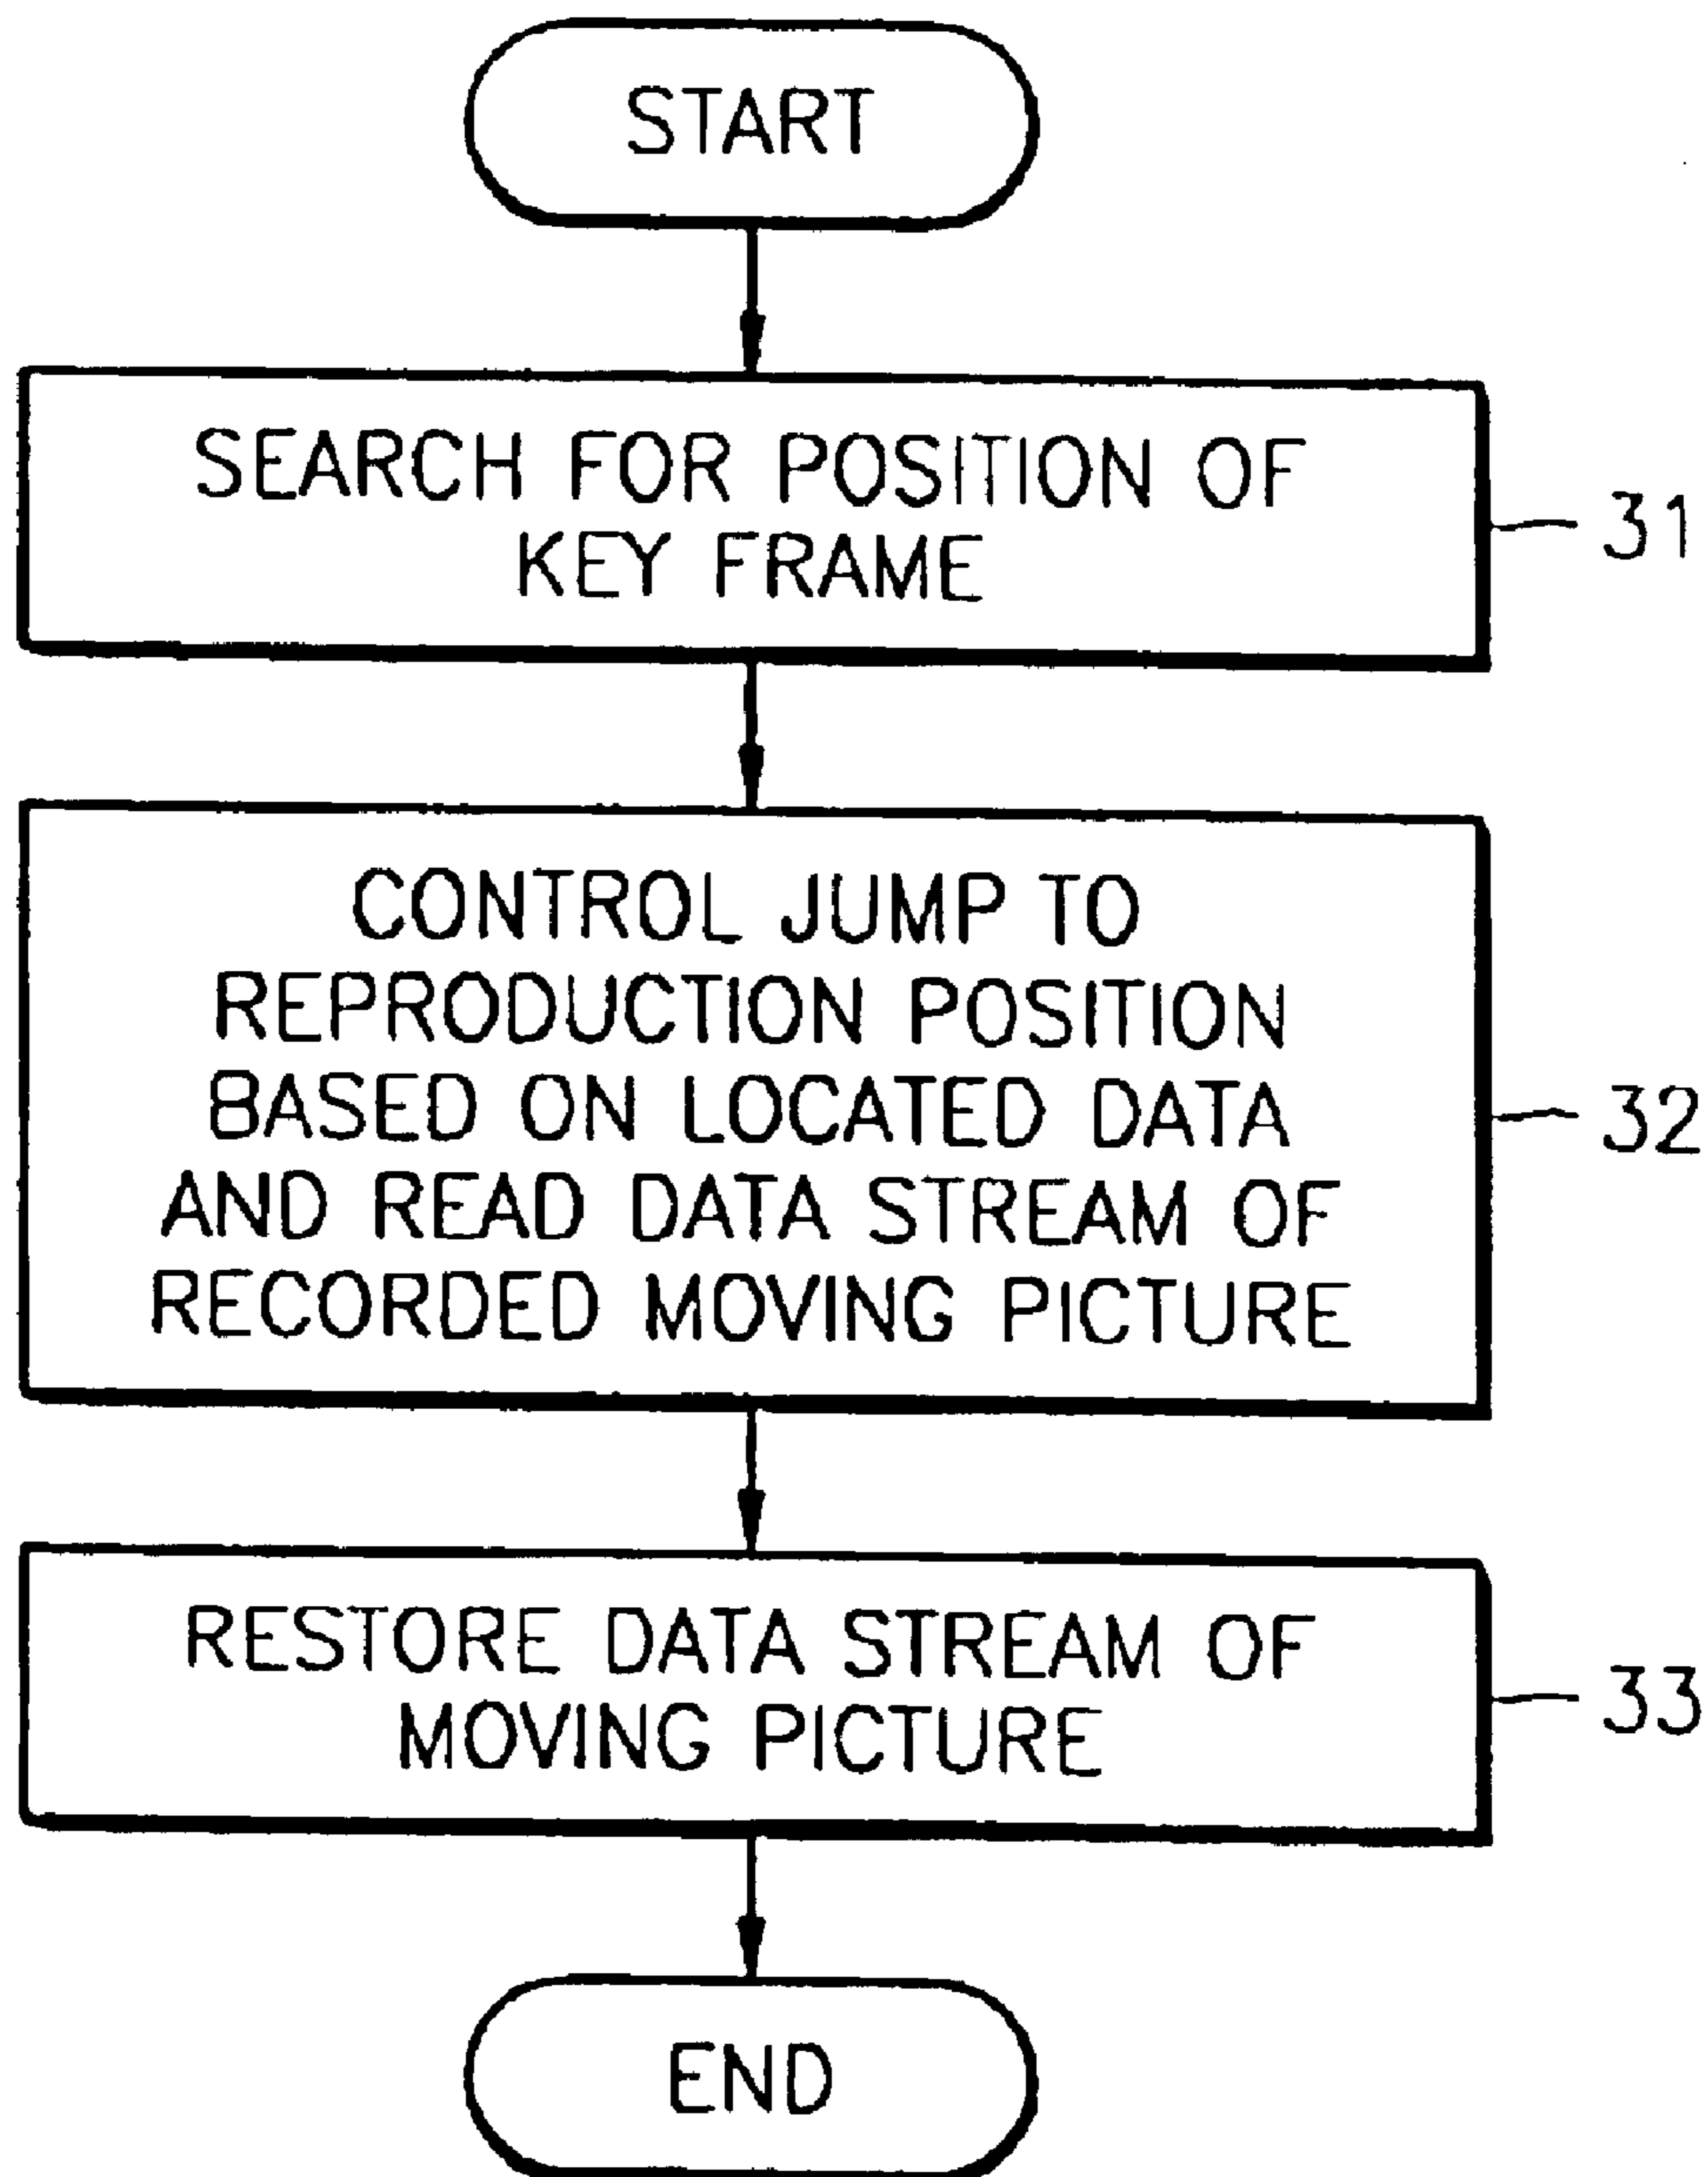 START
SEARCH FOR POSITION OF
KEY FRAME
31
CONTROL JUMP TO
REPRODUCTION POSITION
BASED ON LOCATED DATA
AND READ DATA STREAM OF
RECORDED MOVING PICTURE
32
RESTORE DATA STREAM OF
MOVING PICTURE
33
END